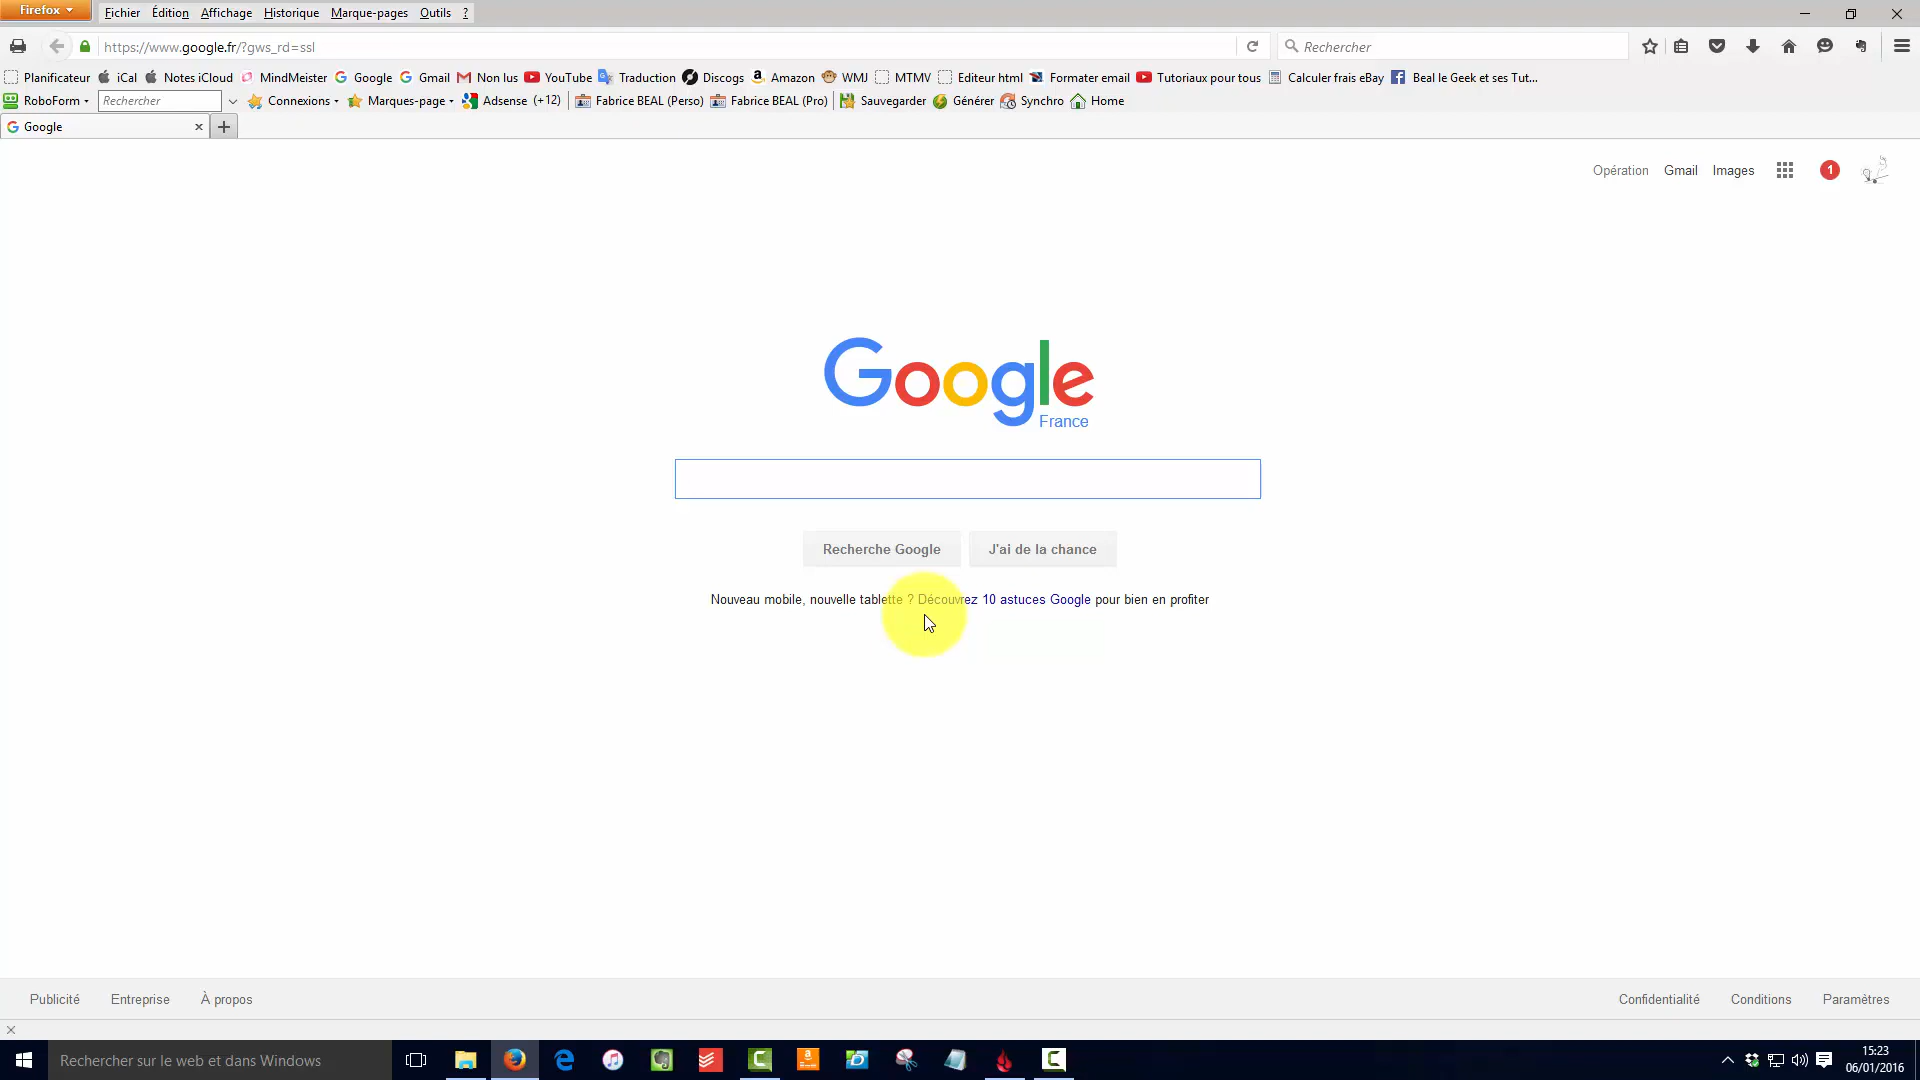 Firefox
Fichier Édition Affichage Historique Marque-pages Outils ?
https://www.google.fr/?gws_rd=ssl
Rechercher
Planificateur iCal Notes iCloud MindMeister Google Gmail Non lus YouTube Traduction Discogs Amazon WMJ MTMV Editeur html Formater email Tutoriaux pour tous Calculer frais eBay Beal le Geek et ses Tut...
RoboForm Rechercher Connexions Marques-page Adsense (+12) Fabrice BEAL (Perso) Fabrice BEAL (Pro) Sauvegarder Générer Synchro Home
Google
Opération Gmail Images 1
Google
France
Recherche Google J'ai de la chance
Nouveau mobile, nouvelle tablette ? Découvrez 10 astuces Google pour bien en profiter
Publicité Entreprise À propos Confidentialité Conditions Paramètres
Rechercher sur le web et dans Windows
15:23
06/01/2016